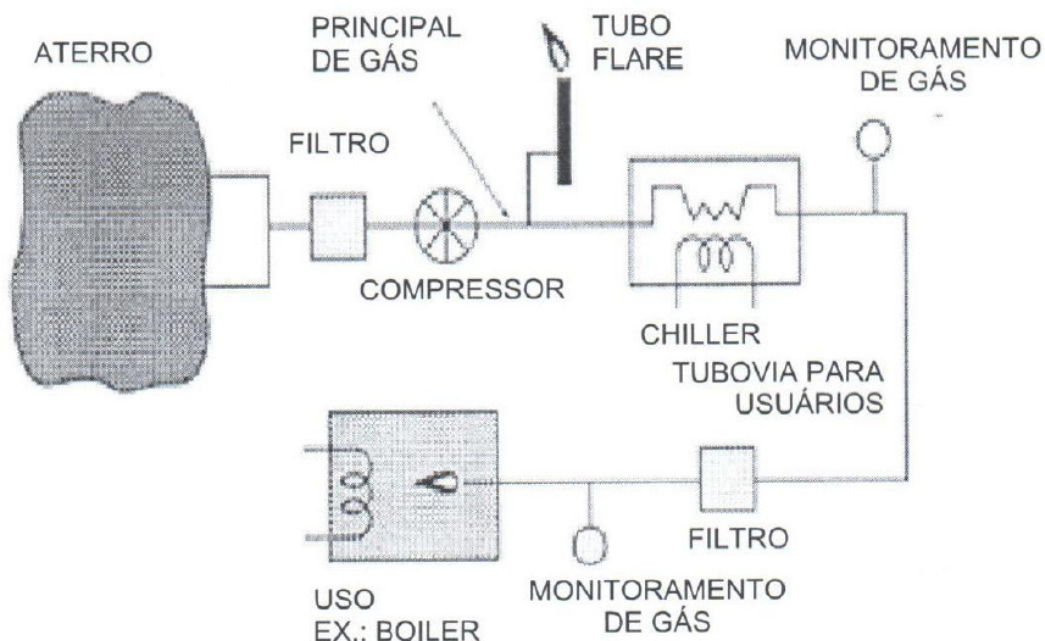 ATERRO
PRINCIPAL
DE GÁS
TUBO
FLARE
MONITORAMENTO
DE GÁS
FILTRO
COMPRESSOR
CHILLER
TUBOVIA PARA
USUÁRIOS
FILTRO
MONITORAMENTO
DE GÁS
USO
EX.: BOILER